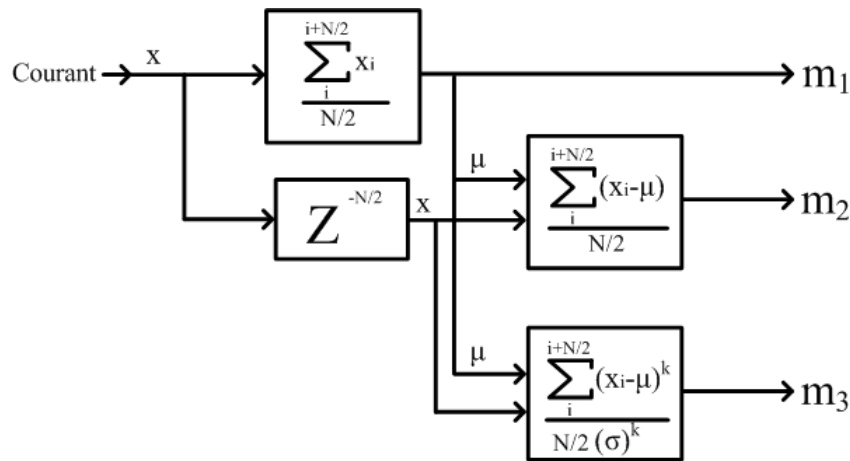 Courant
x
i+N/2
∑ xi
i
N/2
m1
Z -N/2
x
μ
i+N/2
∑ (xi-μ)
i
N/2
m2
μ
i+N/2
∑ (xi-μ)^k
i
N/2 (σ)^k
m3